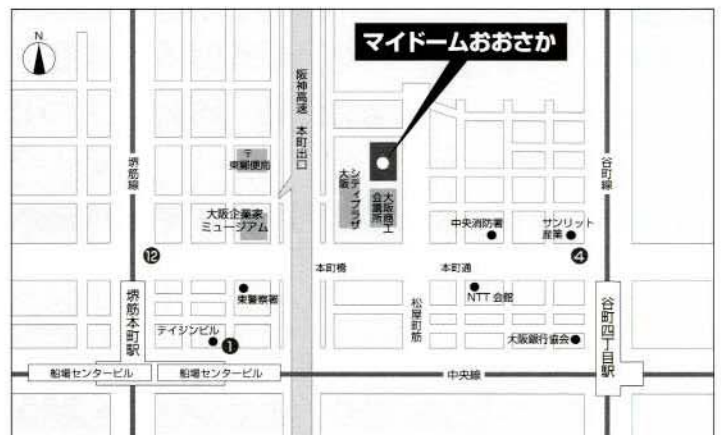 N
マイドームおおさか
阪神高速 本町出口
堺筋線
谷町線
〒
東郵便局
大阪
シティプラザ
大阪商工
会議所
大阪企業家
ミュージアム
中央消防署
サンリット
産業
⓬
本町橋
本町通
❹
東警察署
NTT会館
松屋町筋
堺筋本町駅
谷町四丁目駅
テイジンビル
❶
大阪銀行協会
船場センタービル
船場センタービル
中央線